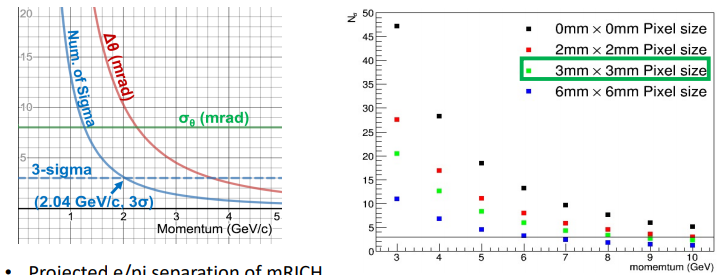 20
15
10
5
Num. of Sigma
Δθ (mrad)
σθ (mrad)
3-sigma
(2.04 GeV/c, 3σ)
1 2 3 4 5
Momentum (GeV/c)
50
45
40
35
30
25
20
15
10
5
0
0mm × 0mm Pixel size
2mm × 2mm Pixel size
3mm × 3mm Pixel size
6mm × 6mm Pixel size
3 4 5 6 7 8 9 10
momentum (GeV)
• Projected e/pi separation of mRICH